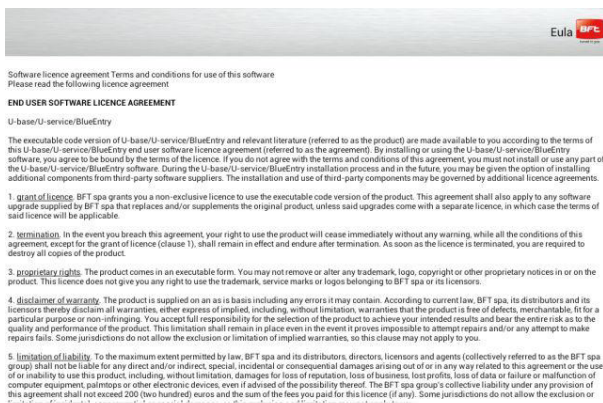 Eula BFT
Software licence agreement Terms and conditions for use of this software
Please read the following licence agreement
END USER SOFTWARE LICENCE AGREEMENT
U-base/U-service/BlueEntry
The executable code version of U-base/U-service/BlueEntry and relevant literature (referred to as the product) are made available to you according to the terms of
this U-base/U-service/BlueEntry end user software licence agreement (referred to as the agreement). By installing or using the U-base/U-service/BlueEntry
software, you agree to be bound by the terms of the licence. If you do not agree with the terms and conditions of this agreement, you must not install or use any part of
the U-base/U-service/BlueEntry software. During the U-base/U-service/BlueEntry installation process and in the future, you may be given the option of installing
additional components from third-party software suppliers. The installation and use of third-party components may be governed by additional licence agreements.
1. grant of licence. BFT spa grants you a non-exclusive licence to use the executable code version of the product. This agreement shall also apply to any software
upgrade supplied by BFT spa that replaces and/or supplements the original product, unless said upgrades come with a separate licence, in which case the terms of
said licence will be applicable.
2. termination. In the event you breach this agreement, your right to use the product will cease immediately without any warning, while all the conditions of this
agreement, except for the grant of licence (clause 1), shall remain in effect and endure after termination. As soon as the licence is terminated, you are required to
destroy all copies of the product.
3. proprietary rights. The product comes in an executable form. You may not remove or alter any trademark, logo, copyright or other proprietary notices in or on the
product. This licence does not give you any right to use the trademark, service marks or logos belonging to BFT spa or its licensors.
4. disclaimer of warranty. The product is supplied on an as is basis including any errors it may contain. According to current law, BFT spa, its distributors and its
licensors thereby disclaim all warranties, either express of implied, including, without limitation, warranties that the product is free of defects, merchantable, fit for a
particular purpose or non-infringing. You accept full responsibility for the selection of the product to achieve your intended results and bear the entire risk as to the
quality and performance of the product. This limitation shall remain in place even in the event it proves impossible to attempt repairs and/or any attempt to make
repairs fails. Some jurisdictions do not allow the exclusion or limitation of implied warranties, so this clause may not apply to you.
5. limitation of liability. To the maximum extent permitted by law, BFT spa and its distributors, directors, licensors and agents (collectively referred to as the BFT spa
group) shall not be liable for any direct and/or indirect, special, incidental or consequential damages arising out of or in any way related to this agreement or the use
of or inability to use this product, including, without limitation, damages for loss of reputation, loss of business, lost profits, loss of data or failure or malfunction of
computer equipment, palmtops or other electronic devices, even if advised of the possibility thereof. The BFT spa group's collective liability under any provision of
this agreement shall not exceed 200 (two hundred) euros and the sum of the fees you paid for this licence (if any). Some jurisdictions do not allow the exclusion or